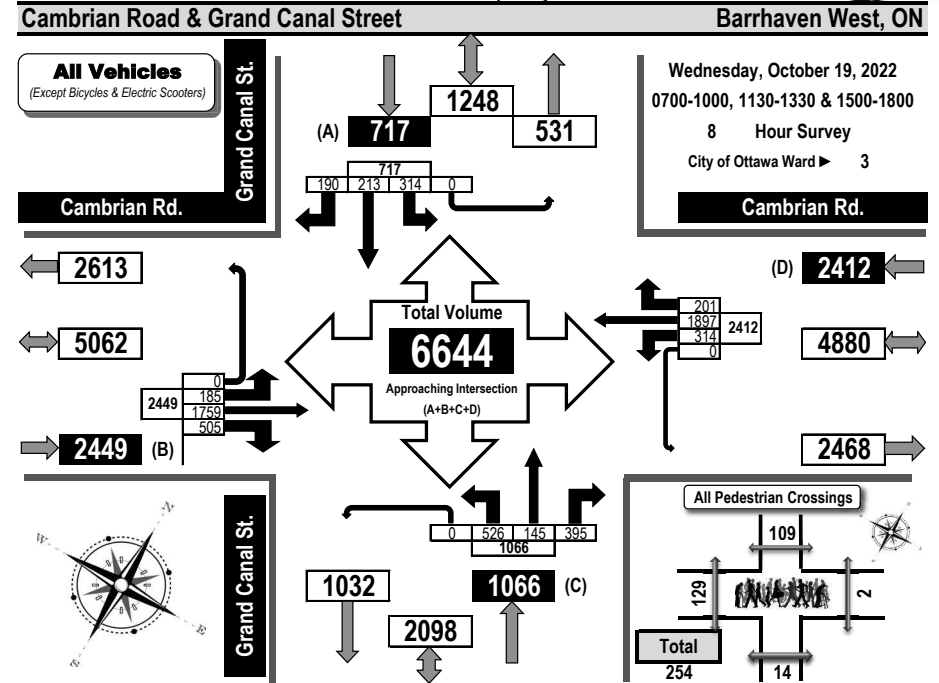 Cambrian Road & Grand Canal Street
Barrhaven West, ON
All Vehicles
(Except Bicycles & Electric Scooters)
Grand Canal St.
Cambrian Rd.
1248
(A) 717
531
Wednesday, October 19, 2022
0700-1000, 1130-1330 & 1500-1800
8 Hour Survey
City of Ottawa Ward ► 3
Cambrian Rd.
717
190 213 314 0
2613
5062
2449 (B)
2449
0
185
1759
505
Total Volume
6644
Approaching Intersection
(A+B+C+D)
201
1897
314
0
2412
(D) 2412
4880
2468
N
W
E
S
Grand Canal St.
0 526 145 395
1066
1032
1066 (C)
2098
All Pedestrian Crossings
109
129
2
Total
254
14